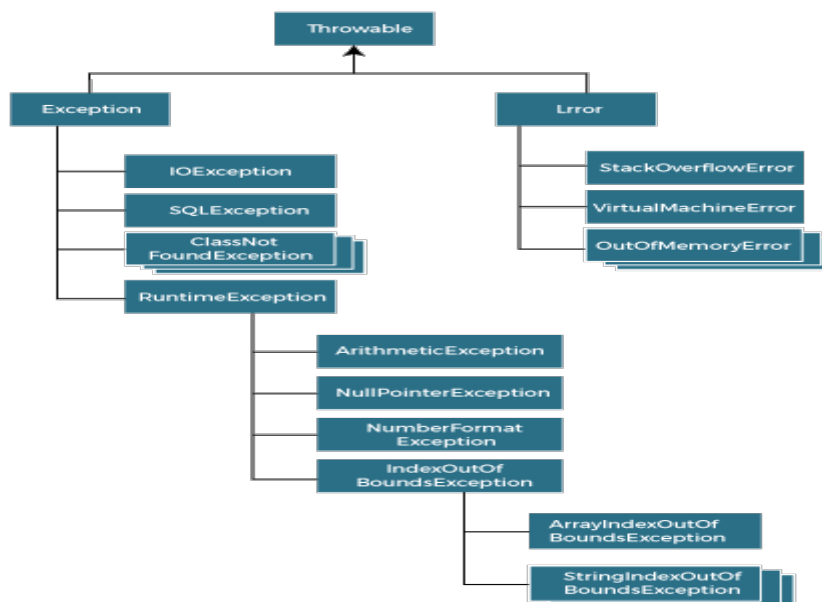 Throwable
Exception
Lrror
IOException
SQLException
ClassNot
FoundException
RuntimeException
StackOverflowError
VirtualMachineError
OutOfMemoryError
ArithmeticException
NullPointerException
NumberFormat
Exception
IndexOutOf
BoundsException
ArrayIndexOutOf
BoundsException
StringIndexOutOf
BoundsException